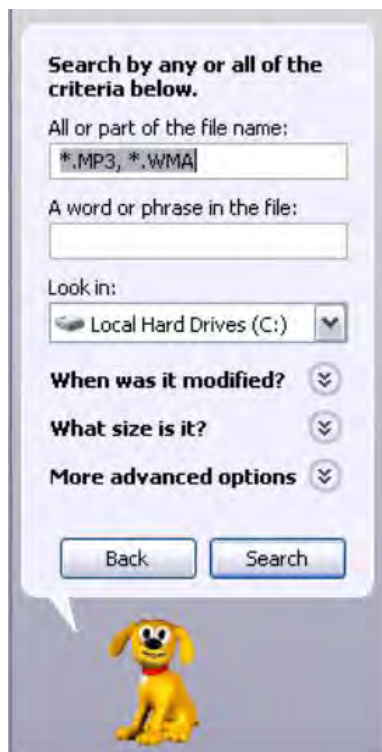 Search by any or all of the
criteria below.
All or part of the file name:
*.MP3, *.WMA
A word or phrase in the file:
Look in:
Local Hard Drives (C:)
When was it modified?
What size is it?
More advanced options
Back
Search